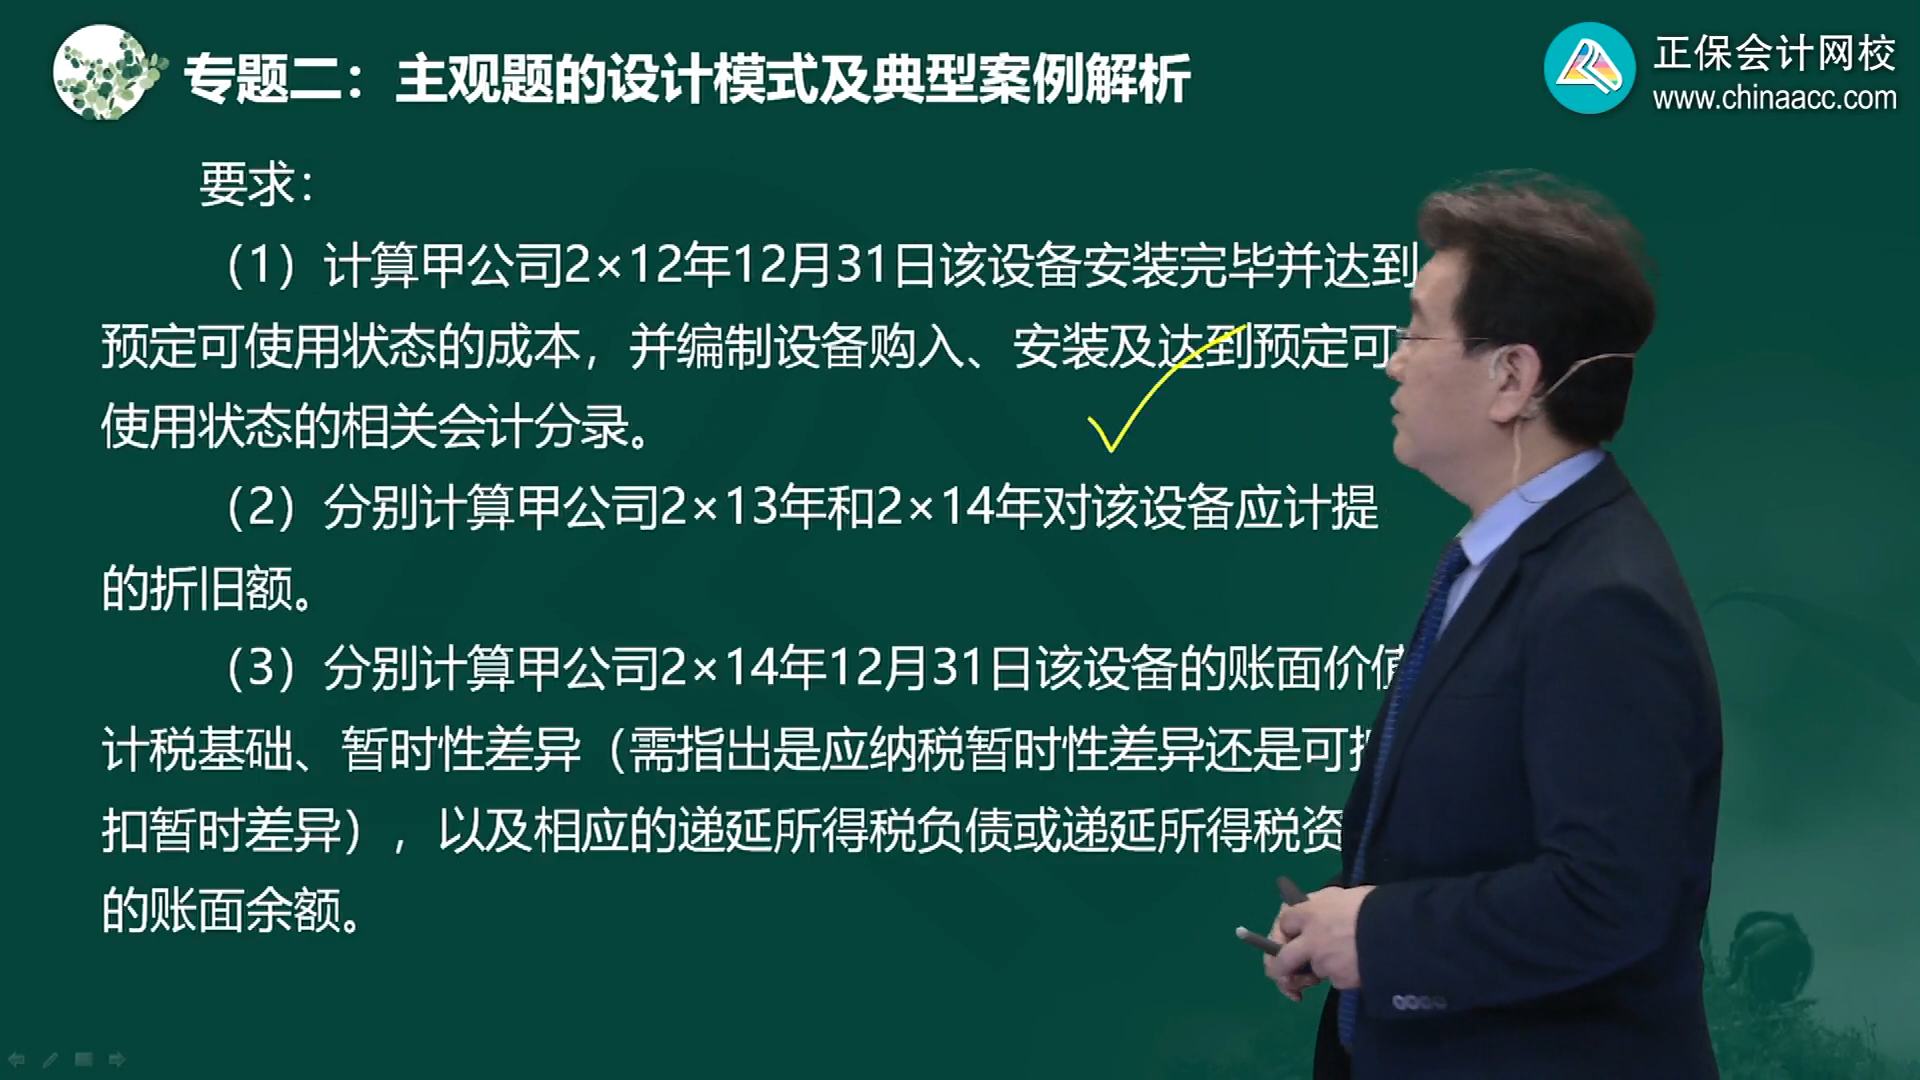 专题二：主观题的设计模式及典型案例解析
正保会计网校
www.chinaacc.com
要求：
（1）计算甲公司2×12年12月31日该设备安装完毕并达到
预定可使用状态的成本，并编制设备购入、安装及达到预定可
使用状态的相关会计分录。
（2）分别计算甲公司2×13年和2×14年对该设备应计提
的折旧额。
（3）分别计算甲公司2×14年12月31日该设备的账面价值
计税基础、暂时性差异（需指出是应纳税暂时性差异还是可抵
扣暂时差异），以及相应的递延所得税负债或递延所得税资
的账面余额。